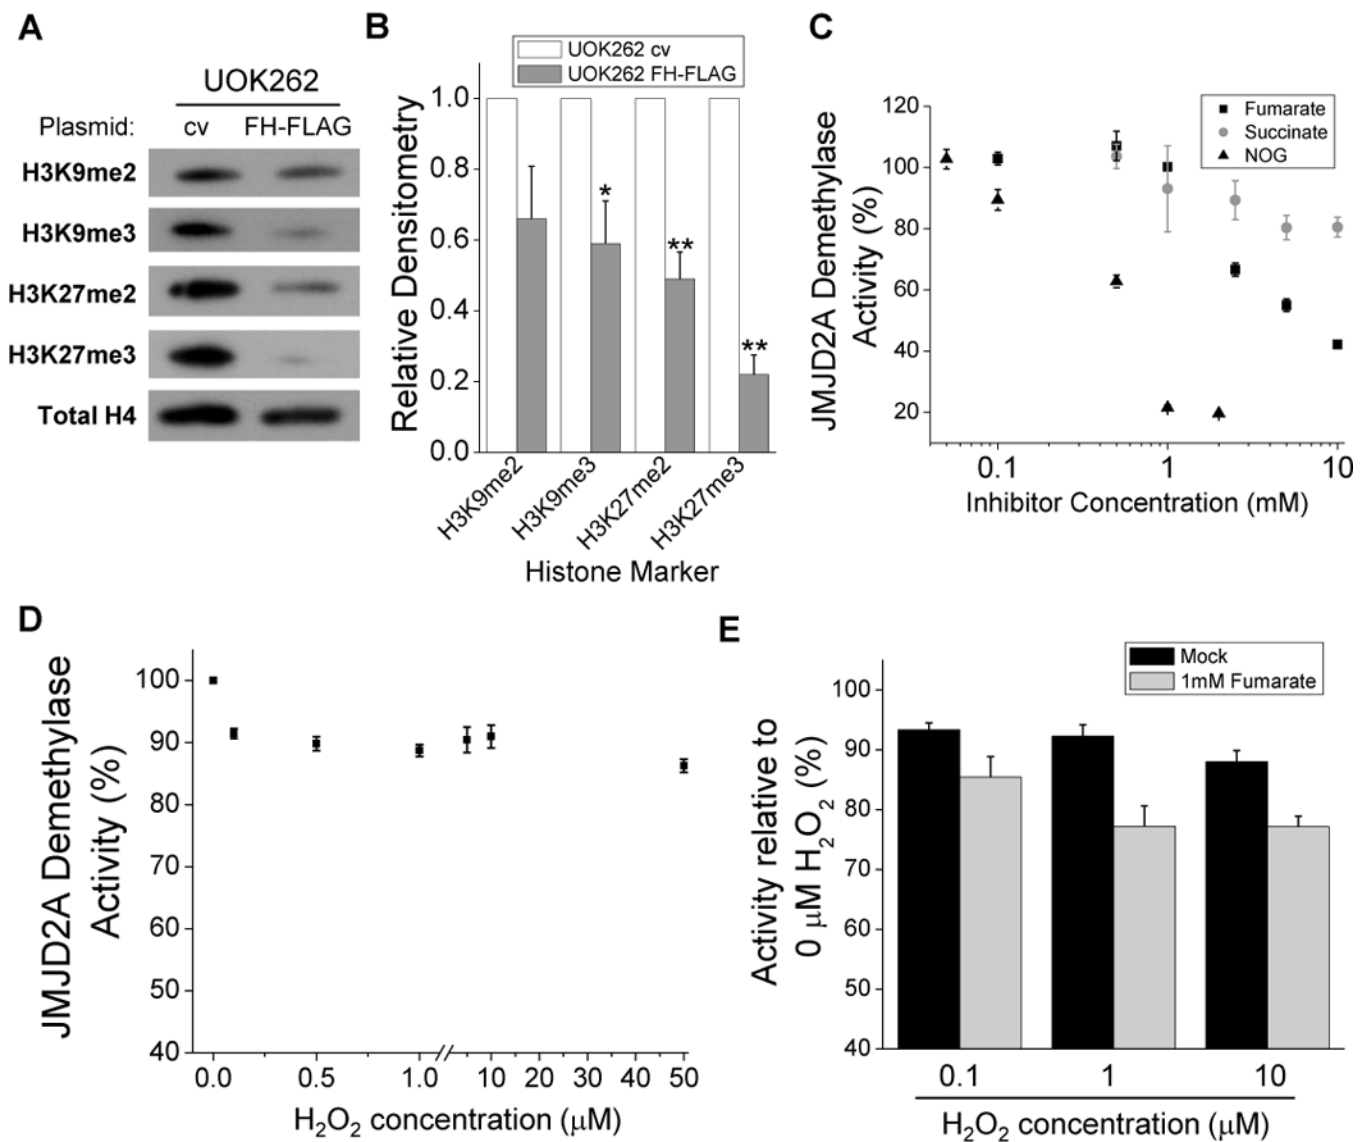 A
UOK262
Plasmid: cv FH-FLAG
H3K9me2
H3K9me3
H3K27me2
H3K27me3
Total H4
B
UOK262 cv
UOK262 FH-FLAG
Relative Densitometry
1.0
0.8
0.6
0.4
0.2
0.0
*
**
**
H3K9me2
H3K9me3
H3K27me2
H3K27me3
Histone Marker
C
Fumarate
Succinate
NOG
JMJD2A Demethylase
Activity (%)
120
100
80
60
40
20
0.1 1 10
Inhibitor Concentration (mM)
D
JMJD2A Demethylase
Activity (%)
100
90
80
70
60
50
40
0.0 0.5 1.0 10 20 30 40 50
H₂O₂ concentration (μM)
E
Mock
1mM Fumarate
Activity relative to
0 μM H₂O₂ (%)
100
90
80
70
60
50
40
0.1 1 10
H₂O₂ concentration (μM)